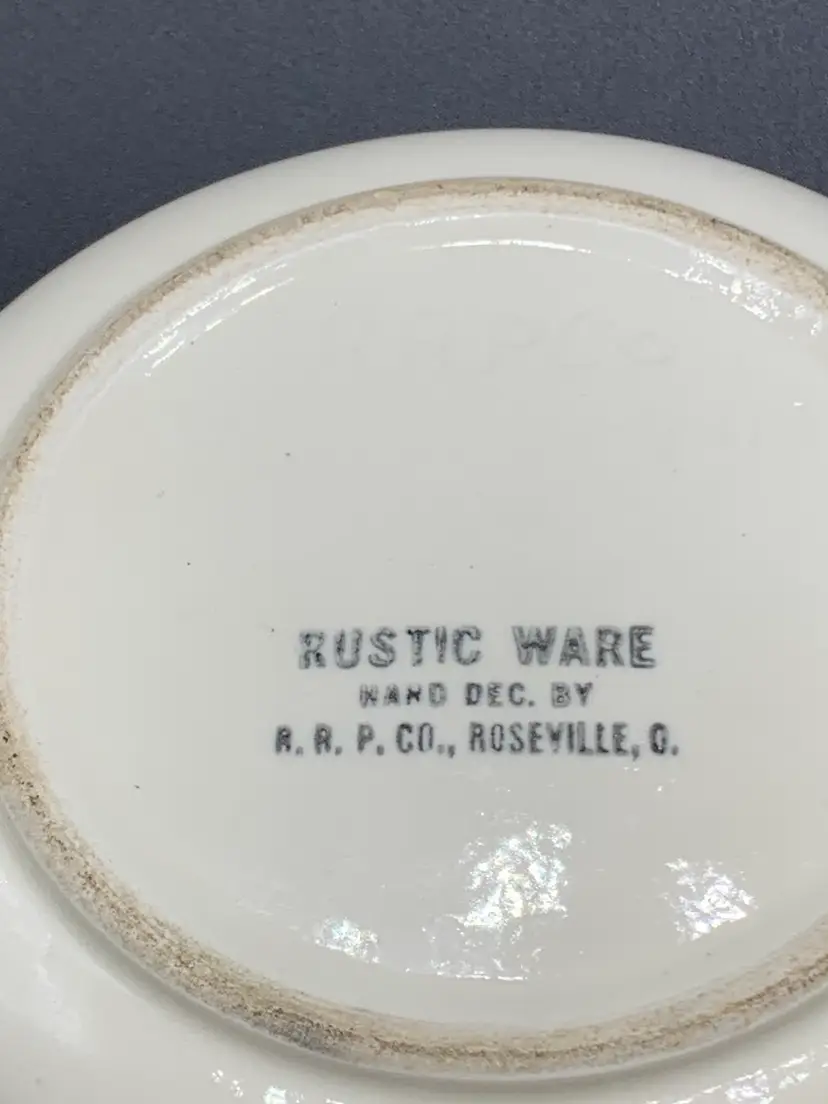 RUSTIC WARE
HAND DEC. BY
R. R. P. CO., ROSEVILLE, O.